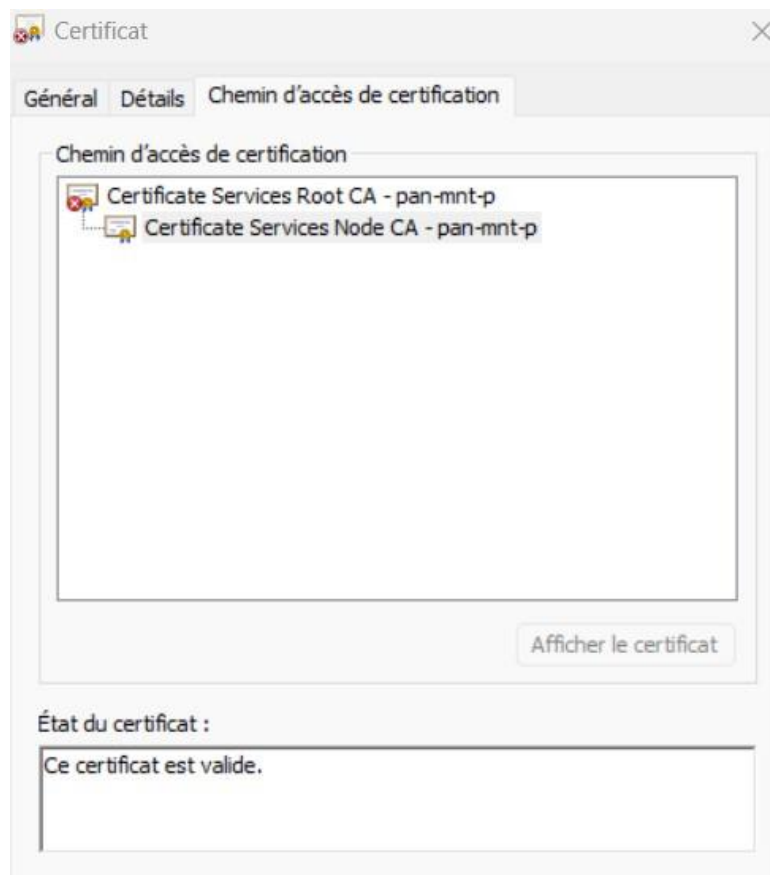 Certificat
Général Détails Chemin d'accès de certification
Chemin d'accès de certification
Certificate Services Root CA - pan-mnt-p
Certificate Services Node CA - pan-mnt-p
Afficher le certificat
État du certificat :
Ce certificat est valide.